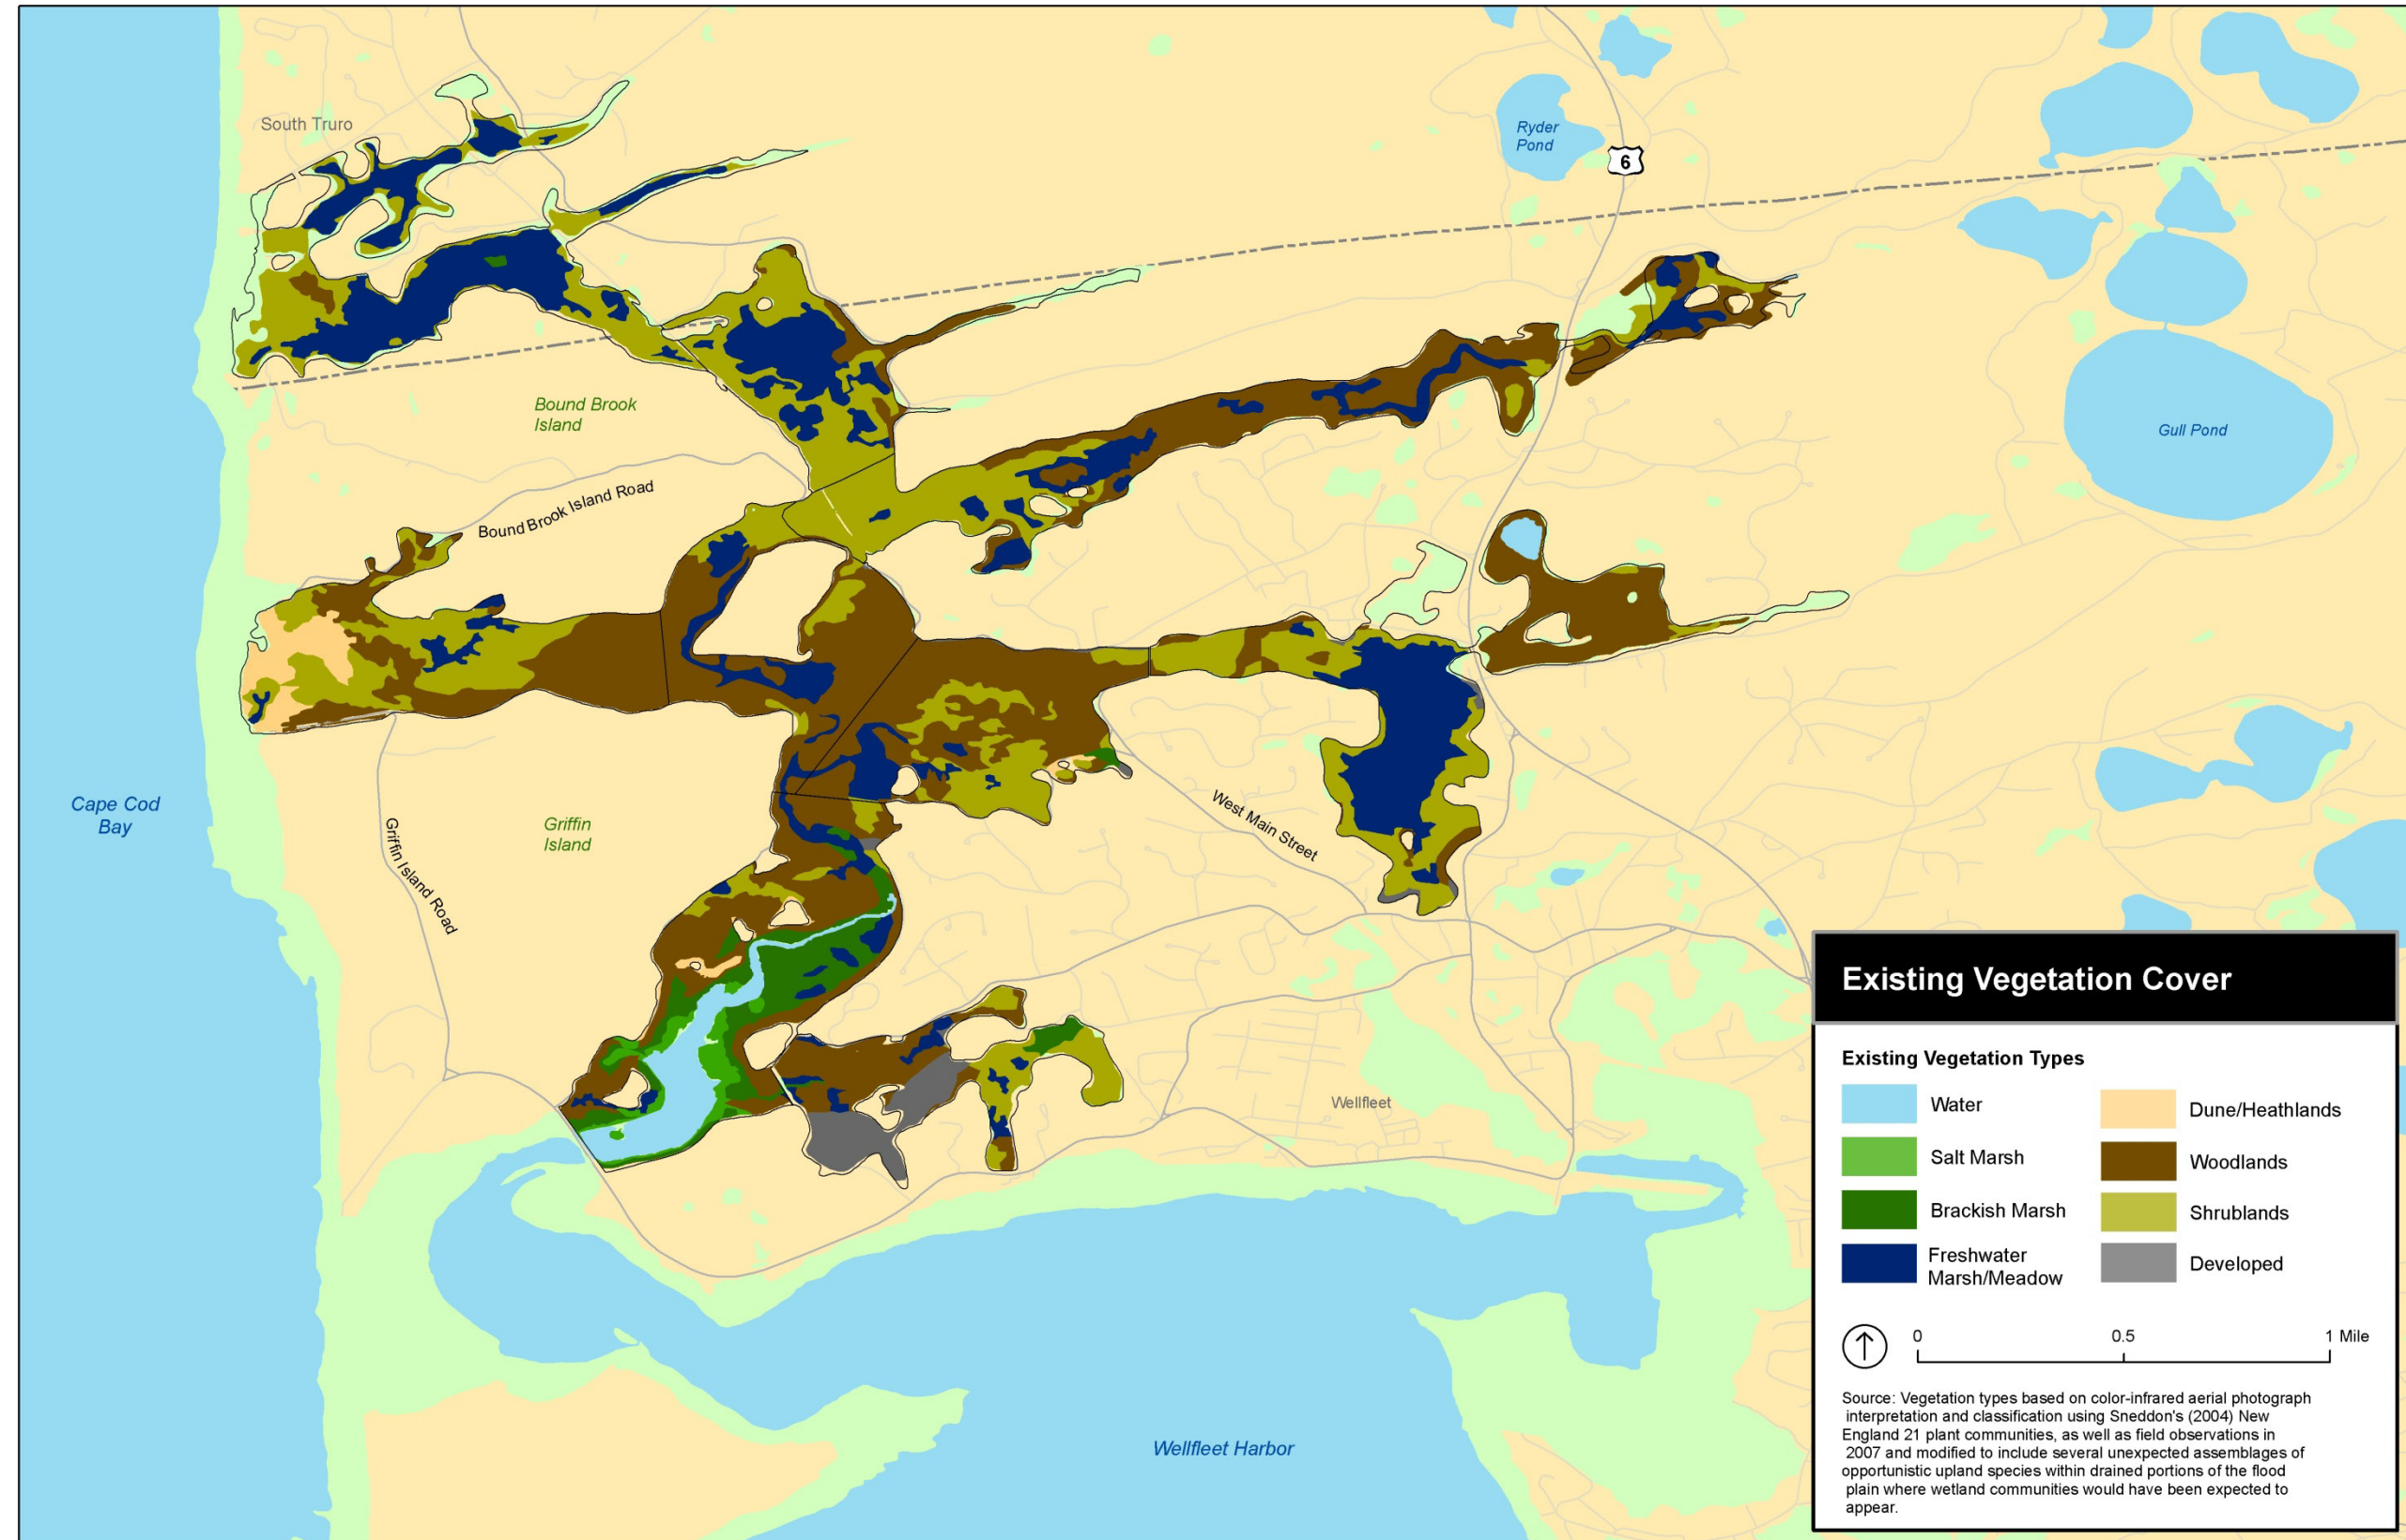 South Truro
Ryder
Pond
6
Bound Brook
Island
Gull Pond
Bound Brook Island Road
Cape Cod
Bay
Griffin
Island
Griffin Island Road
West Main Street
Wellfleet
Wellfleet Harbor
Existing Vegetation Cover
Existing Vegetation Types
Water
Salt Marsh
Brackish Marsh
Freshwater
Marsh/Meadow
Dune/Heathlands
Woodlands
Shrublands
Developed
0 0.5 1 Mile
Source: Vegetation types based on color-infrared aerial photograph
interpretation and classification using Sneddon's (2004) New
England 21 plant communities, as well as field observations in
2007 and modified to include several unexpected assemblages of
opportunistic upland species within drained portions of the flood
plain where wetland communities would have been expected to
appear.